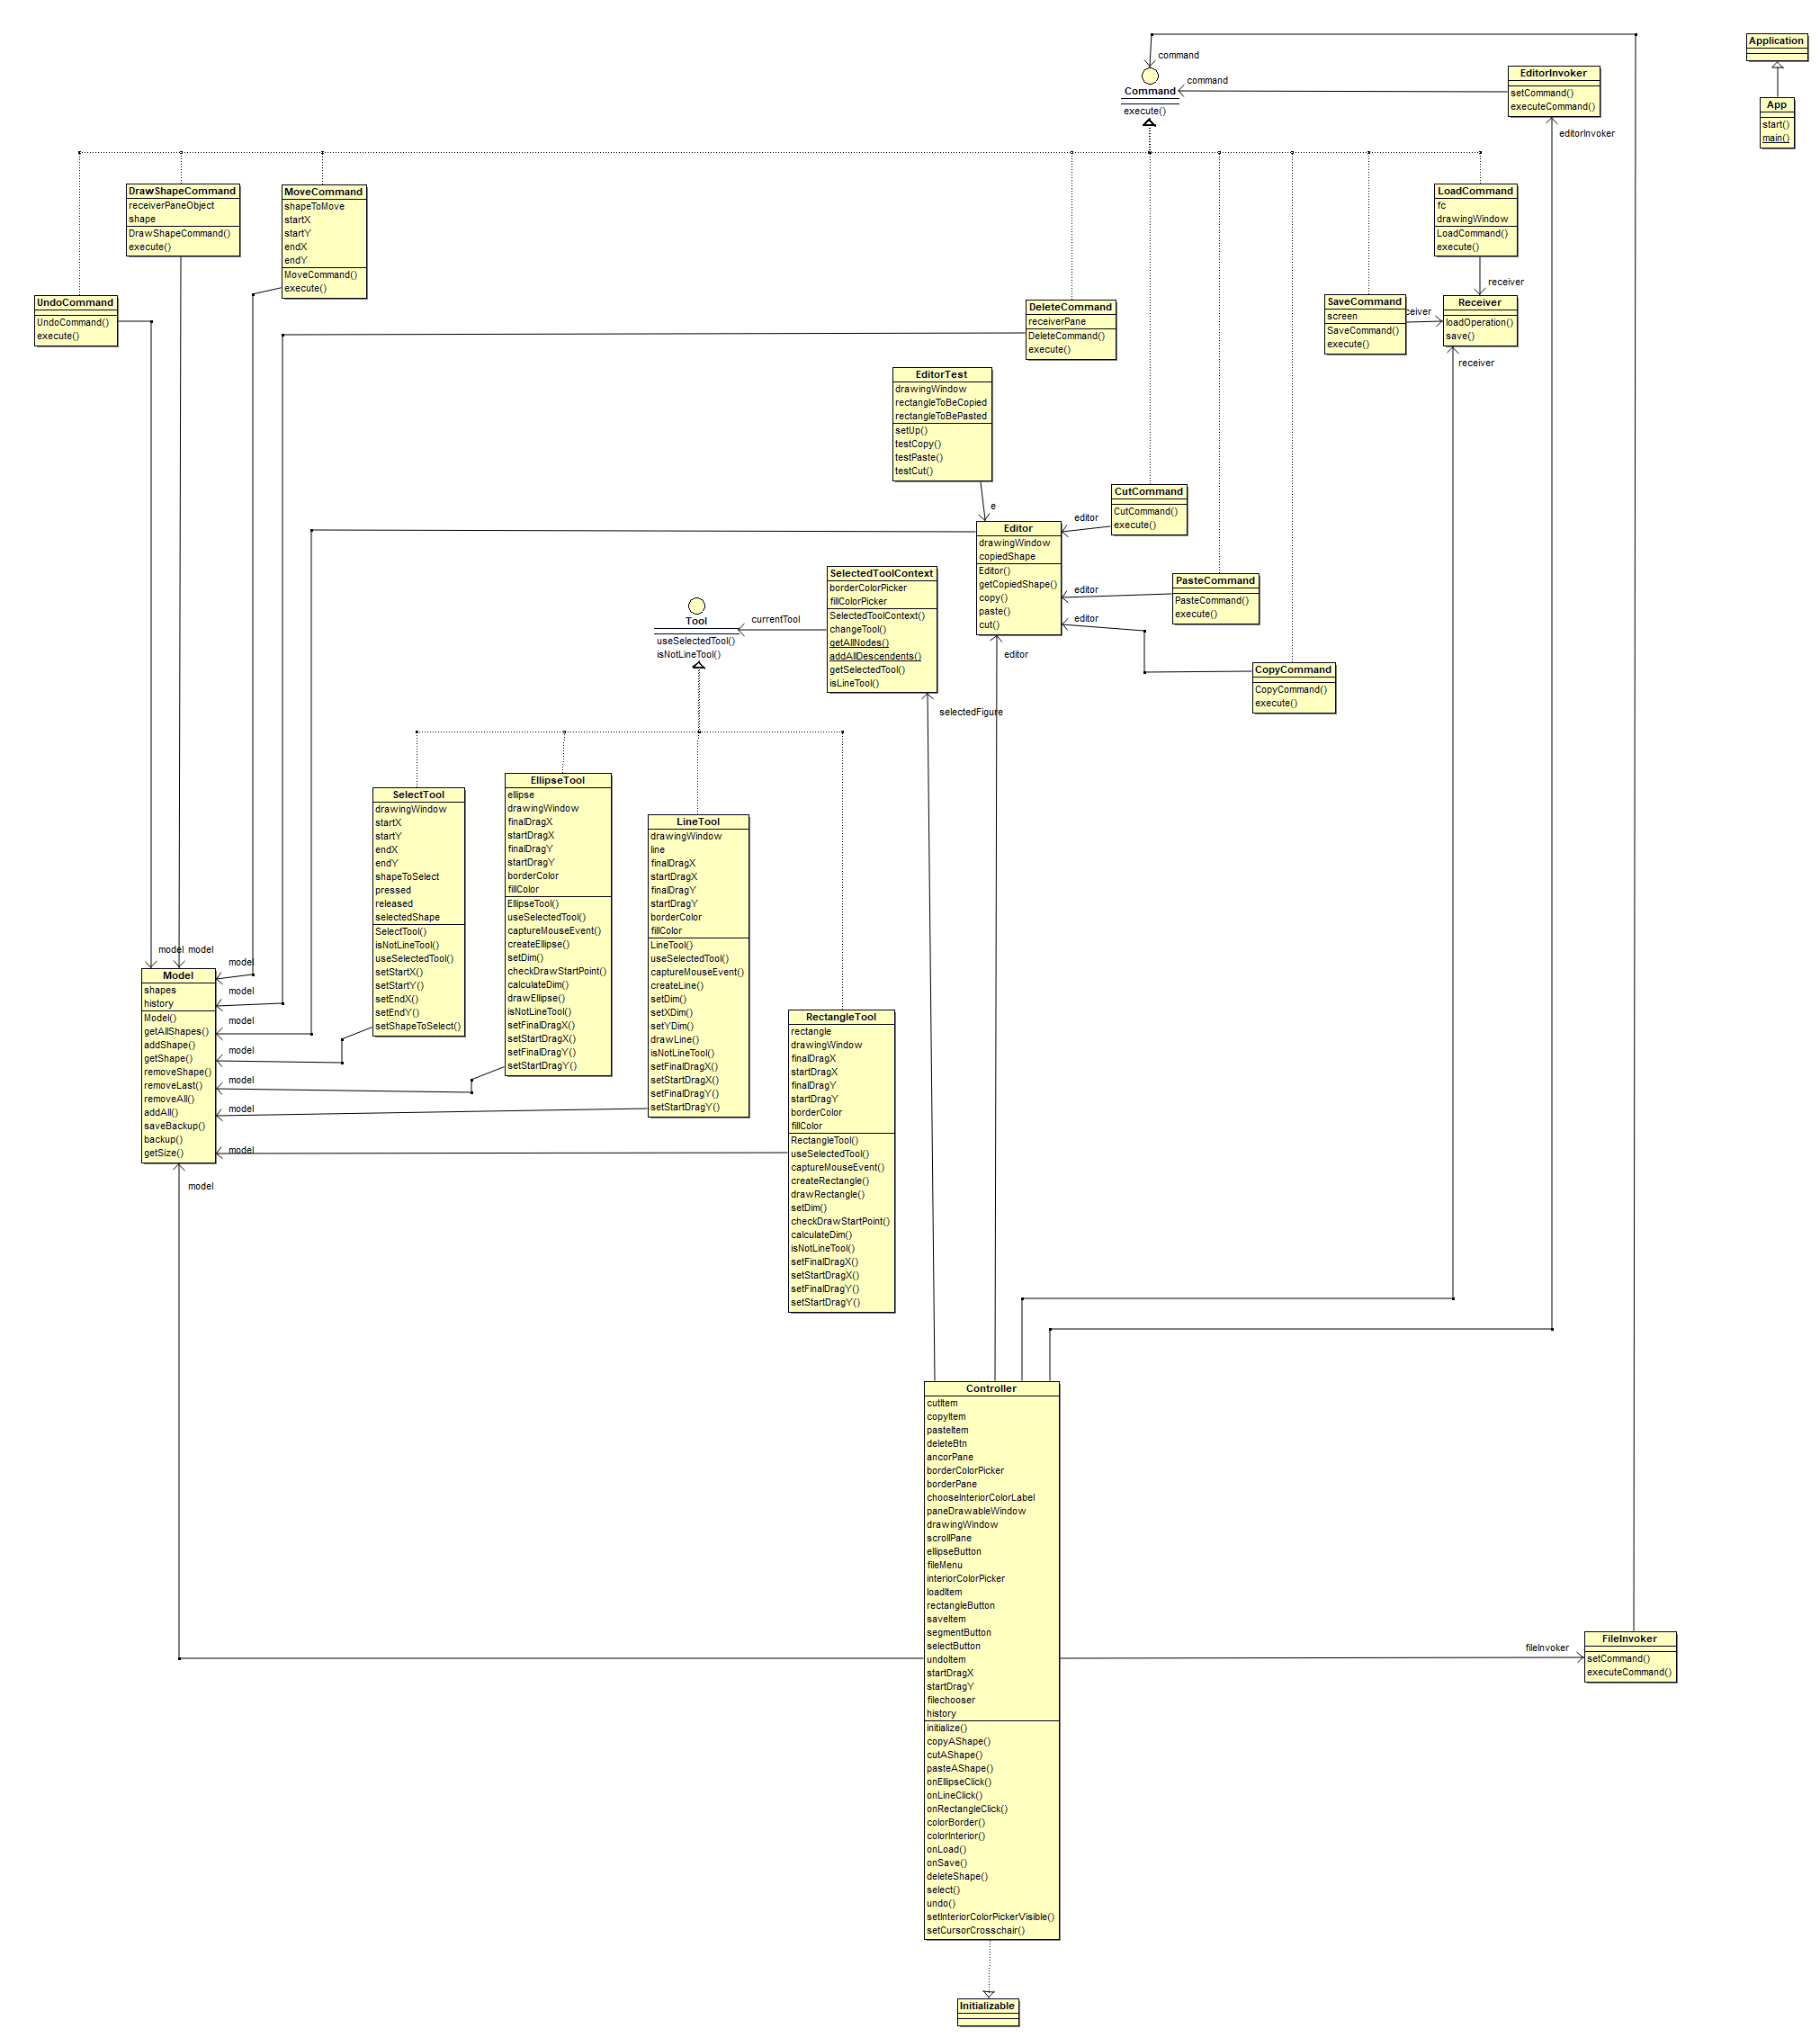 command
Command
execute()
command
EditorInvoker
setCommand()
executeCommand()
editorInvoker
Application
App
start()
main()
DrawShapeCommand
receiverPaneObject
shape
DrawShapeCommand()
execute()
MoveCommand
shapeToMove
startX
startY
endX
endY
MoveCommand()
execute()
LoadCommand
fc
drawingWindow
LoadCommand()
execute()
receiver
UndoCommand
UndoCommand()
execute()
DeleteCommand
receiverPane
DeleteCommand()
execute()
SaveCommand
screen
SaveCommand()
execute()
ceiver
Receiver
loadOperation()
save()
receiver
EditorTest
drawingWindow
rectangleToBeCopied
rectangleToBePasted
setUp()
testCopy()
testPaste()
testCut()
e
CutCommand
CutCommand()
execute()
editor
Editor
drawingWindow
copiedShape
Editor()
getCopiedShape()
copy()
paste()
cut()
editor
editor
editor
PasteCommand
PasteCommand()
execute()
CopyCommand
CopyCommand()
execute()
SelectedToolContext
borderColorPicker
fillColorPicker
SelectedToolContext()
changeTool()
getAllNodes()
addAllDescendents()
getSelectedTool()
isLineTool()
currentTool
Tool
useSelectedTool()
isNotLineTool()
selectedFigure
SelectTool
drawingWindow
startX
startY
endX
endY
shapeToSelect
pressed
released
selectedShape
SelectTool()
isNotLineTool()
useSelectedTool()
setStartX()
setStartY()
setEndX()
setEndY()
setShapeToSelect()
EllipseTool
ellipse
drawingWindow
finalDragX
startDragX
finalDragY
startDragY
borderColor
fillColor
EllipseTool()
useSelectedTool()
captureMouseEvent()
createEllipse()
setDim()
checkDrawStartPoint()
calculateDim()
drawEllipse()
isNotLineTool()
setFinalDragX()
setStartDragX()
setFinalDragY()
setStartDragY()
LineTool
drawingWindow
line
finalDragX
startDragX
finalDragY
startDragY
borderColor
fillColor
LineTool()
useSelectedTool()
captureMouseEvent()
createLine()
setDim()
setXDim()
setYDim()
drawLine()
isNotLineTool()
setFinalDragX()
setStartDragX()
setFinalDragY()
setStartDragY()
RectangleTool
rectangle
drawingWindow
finalDragX
startDragX
finalDragY
startDragY
borderColor
fillColor
RectangleTool()
useSelectedTool()
captureMouseEvent()
createRectangle()
drawRectangle()
setDim()
checkDrawStartPoint()
calculateDim()
isNotLineTool()
setFinalDragX()
setStartDragX()
setFinalDragY()
setStartDragY()
model model
model
model
model
model
model
model
model
model
Model
shapes
history
Model()
getAllShapes()
addShape()
getShape()
removeShape()
removeLast()
removeAll()
addAll()
saveBackup()
backup()
getSize()
Controller
cutItem
copyItem
pasteItem
deleteBtn
ancorPane
borderColorPicker
borderPane
chooseInteriorColorLabel
paneDrawableWindow
drawingWindow
scrollPane
ellipseButton
fileMenu
interiorColorPicker
loadItem
rectangleButton
saveItem
segmentButton
selectButton
undoItem
startDragX
startDragY
filechooser
history
initialize()
copyAShape()
cutAShape()
pasteAShape()
onEllipseClick()
onLineClick()
onRectangleClick()
colorBorder()
colorInterior()
onLoad()
onSave()
deleteShape()
select()
undo()
setInteriorColorPickerVisible()
setCursorCrosschair()
fileInvoker
FileInvoker
setCommand()
executeCommand()
Initializable